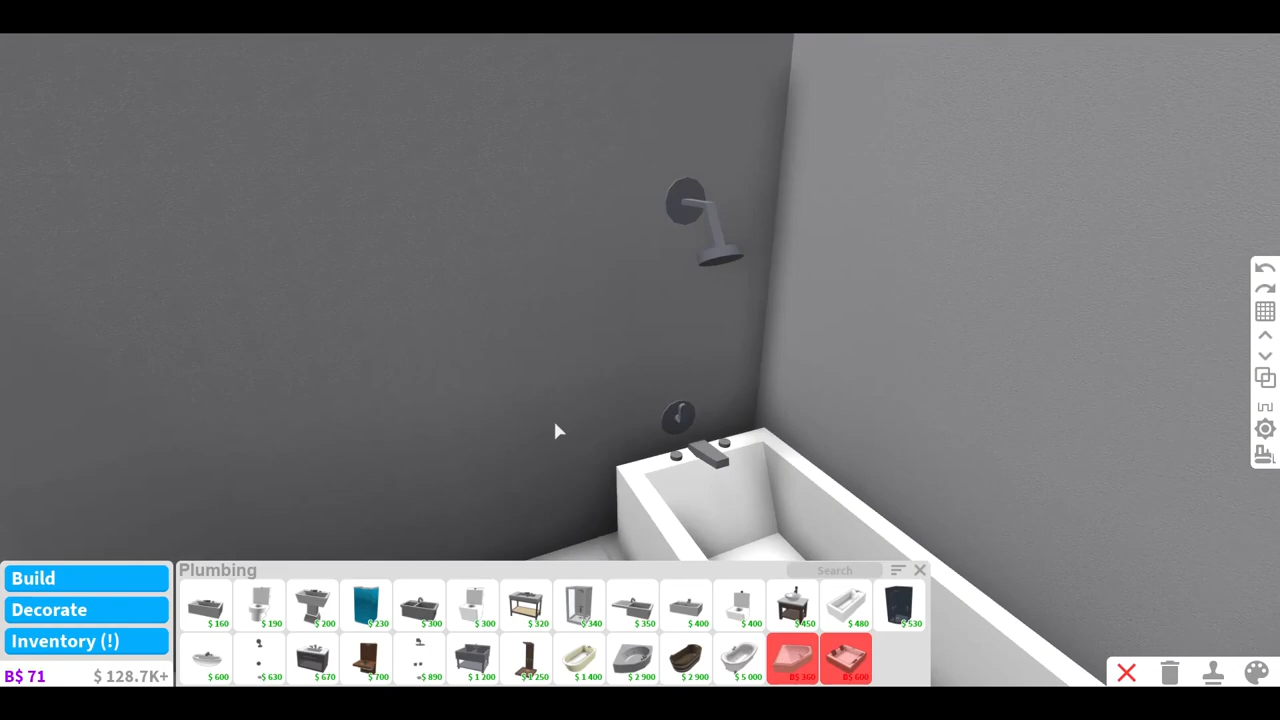 Plumbing
Search
$ 160
$ 190
$ 200
$ 230
$ 300
$ 300
$ 320
$ 340
$ 350
$ 400
$ 400
$ 450
$ 480
$ 530
$ 600
$ 630
$ 670
$ 700
$ 890
$ 1 200
$ 1 250
$ 1 400
$ 2 900
$ 2 900
$ 5 000
B$ 360
B$ 600
Build
Decorate
Inventory (!)
B$ 71
$ 128.7K+